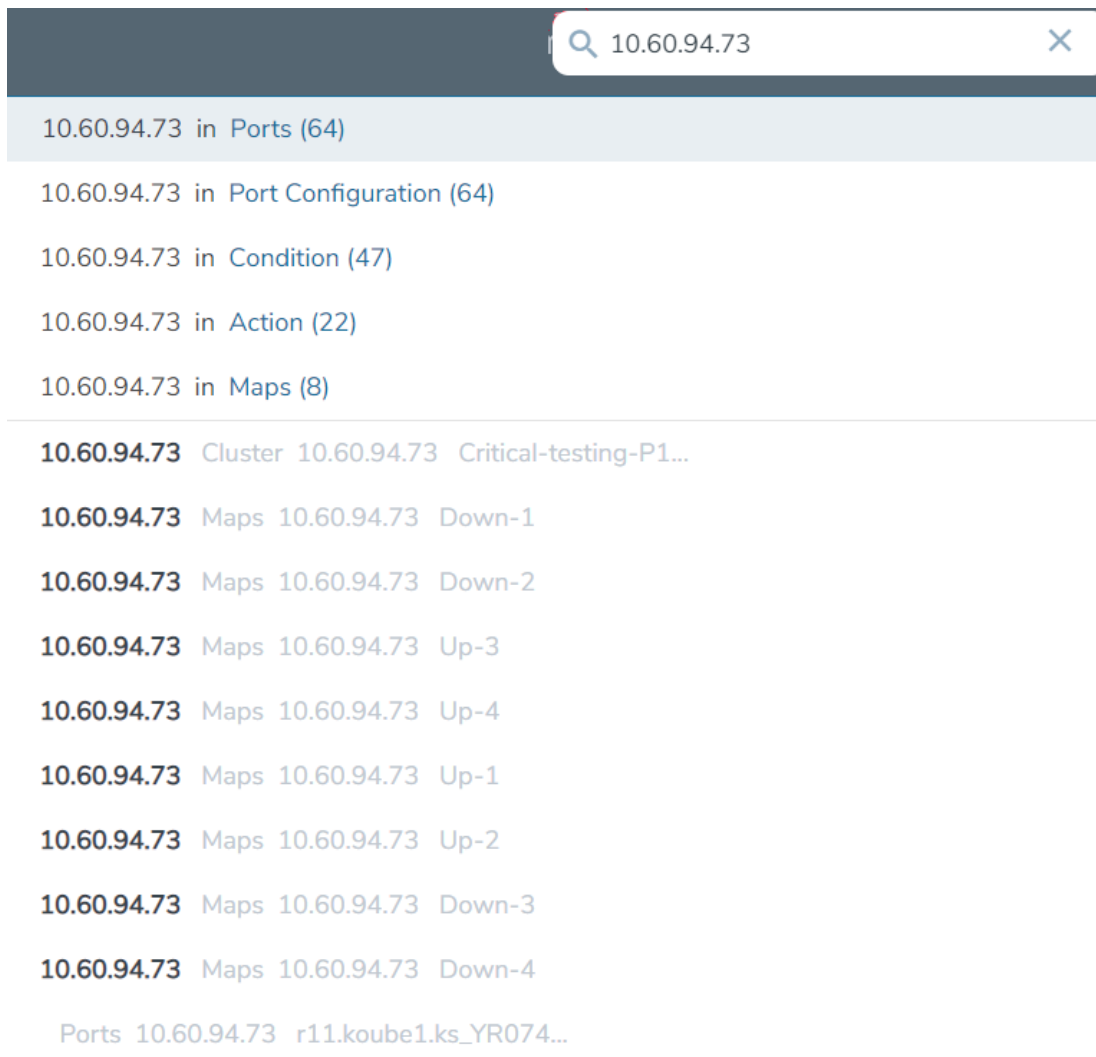 10.60.94.73
10.60.94.73 in Ports (64)
10.60.94.73 in Port Configuration (64)
10.60.94.73 in Condition (47)
10.60.94.73 in Action (22)
10.60.94.73 in Maps (8)
10.60.94.73 Cluster 10.60.94.73 Critical-testing-P1...
10.60.94.73 Maps 10.60.94.73 Down-1
10.60.94.73 Maps 10.60.94.73 Down-2
10.60.94.73 Maps 10.60.94.73 Up-3
10.60.94.73 Maps 10.60.94.73 Up-4
10.60.94.73 Maps 10.60.94.73 Up-1
10.60.94.73 Maps 10.60.94.73 Up-2
10.60.94.73 Maps 10.60.94.73 Down-3
10.60.94.73 Maps 10.60.94.73 Down-4
Ports 10.60.94.73 r11.koube1.ks_YR074...